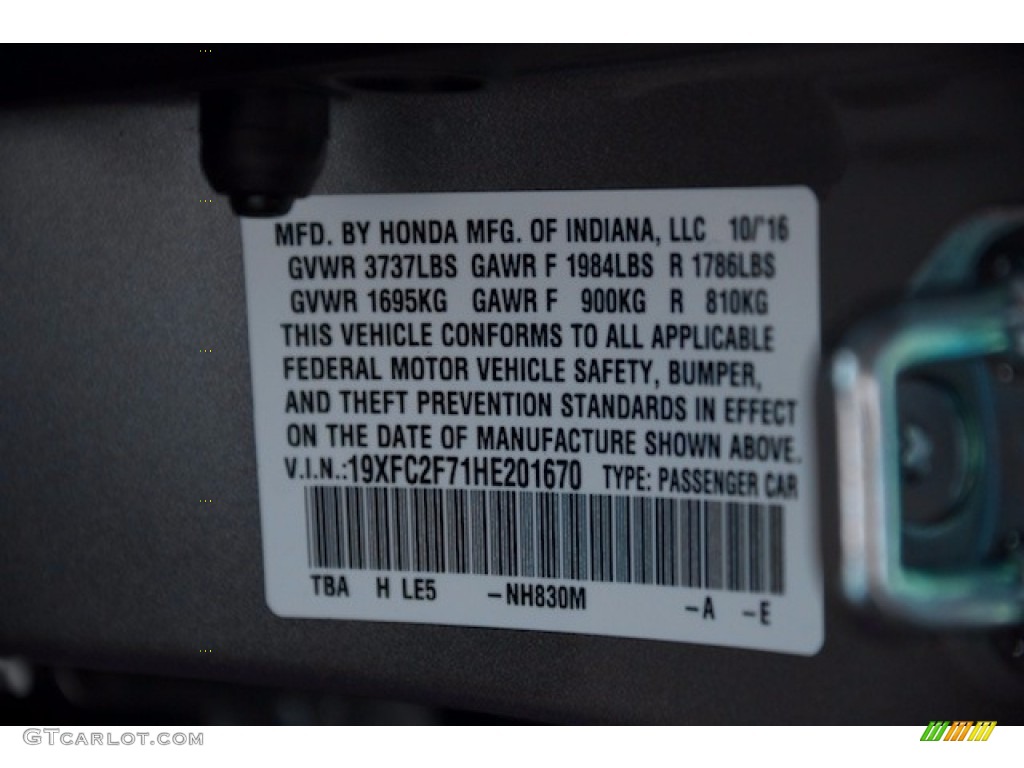 MFD. BY HONDA MFG. OF INDIANA, LLC 10/'16
GVWR 3737LBS GAWR F 1984LBS R 1786LBS
GVWR 1695KG GAWR F 900KG R 810KG
THIS VEHICLE CONFORMS TO ALL APPLICABLE
FEDERAL MOTOR VEHICLE SAFETY, BUMPER,
AND THEFT PREVENTION STANDARDS IN EFFECT
ON THE DATE OF MANUFACTURE SHOWN ABOVE.
V.I.N.:19XFC2F71HE201670 TYPE: PASSENGER CAR
TBA H LE5 -NH830M -A -E
GTCARLOT.COM